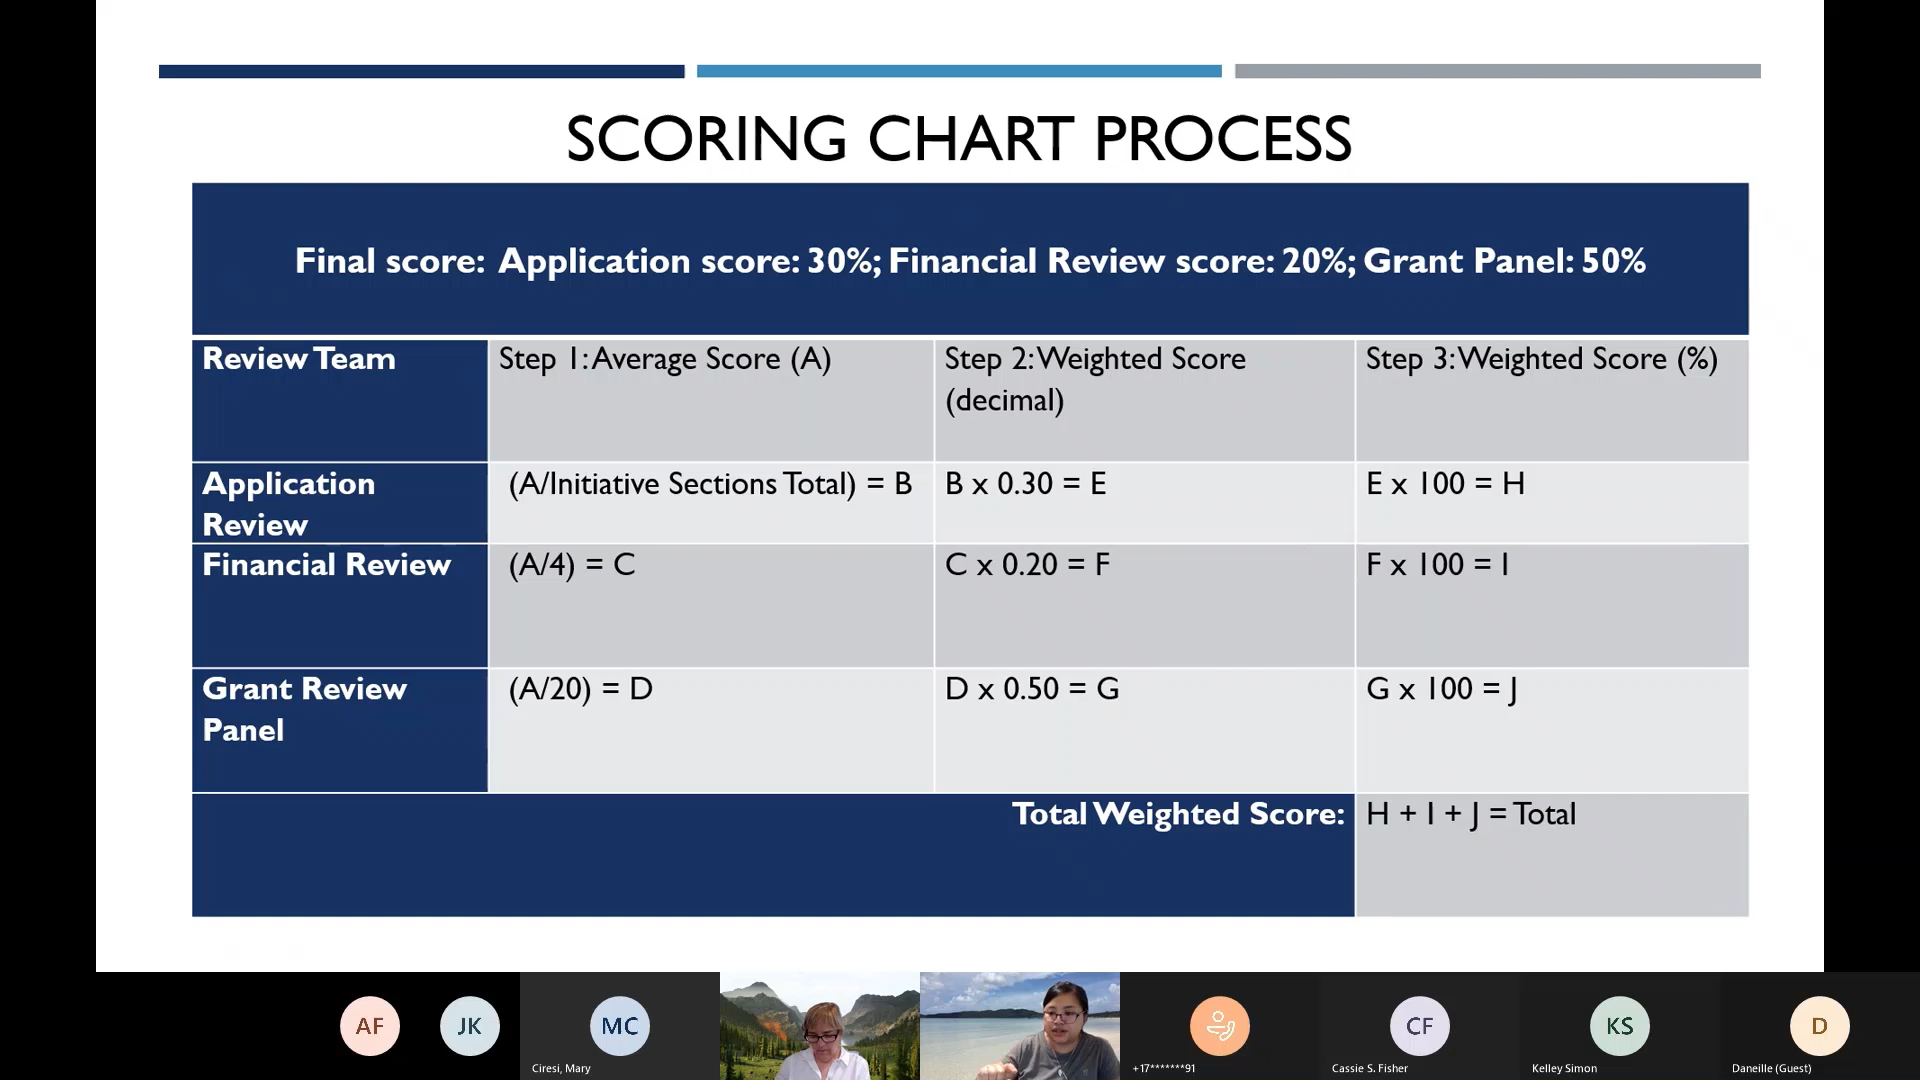 SCORING CHART PROCESS
Final score: Application score: 30%; Financial Review score: 20%; Grant Panel: 50%
Review Team
Step 1: Average Score (A)
Step 2: Weighted Score
(decimal)
Step 3: Weighted Score (%)
Application
Review
(A/Initiative Sections Total) = B
B x 0.30 = E
E x 100 = H
Financial Review
(A/4) = C
C x 0.20 = F
F x 100 = I
Grant Review
Panel
(A/20) = D
D x 0.50 = G
G x 100 = J
Total Weighted Score:
H + I + J = Total
AF
JK
MC
Ciresi, Mary
+17*******91
CF
Cassie S. Fisher
KS
Kelley Simon
D
Daneille (Guest)